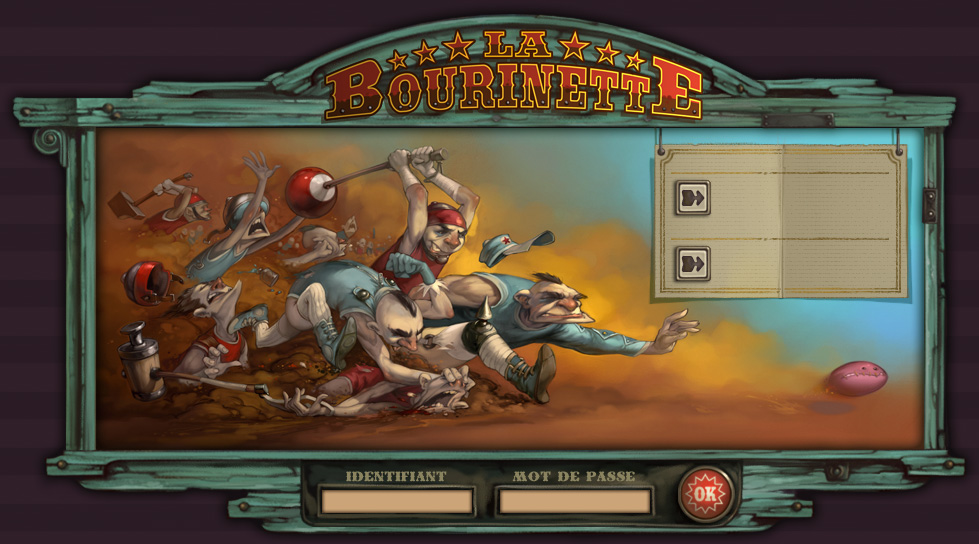 LA
BOURINETTE
IDENTIFIANT
MOT DE PASSE
OK